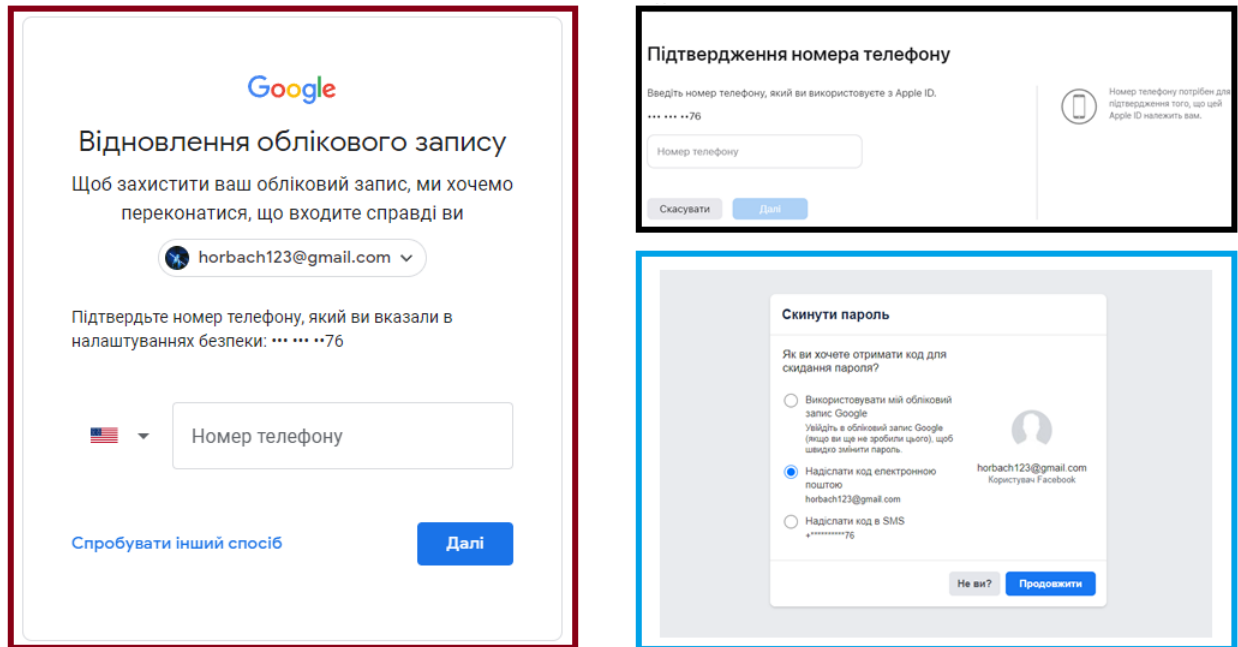 Google
Відновлення облікового запису
Щоб захистити ваш обліковий запис, ми хочемо
переконатися, що входите справді ви
horbach123@gmail.com
Підтвердьте номер телефону, який ви вказали в
налаштуваннях безпеки: ••• ••• ••76
Номер телефону
Спробувати інший спосіб
Далі
Підтвердження номера телефону
Введіть номер телефону, який ви використовуєте з Apple ID.
••• ••• ••76
Номер телефону
Скасувати
Далі
Номер телефону потрібен для
підтвердження того, що цей
Apple ID належить вам.
Скинути пароль
Як ви хочете отримати код для
скидання пароля?
Використовувати мій обліковий
запис Google
Увійдіть в обліковий запис Google
(якщо ви ще не зробили цього), щоб
швидко змінити пароль.
Надіслати код електронною
поштою
horbach123@gmail.com
Надіслати код в SMS
+**********76
horbach123@gmail.com
Користувач Facebook
Не ви?
Продовжити